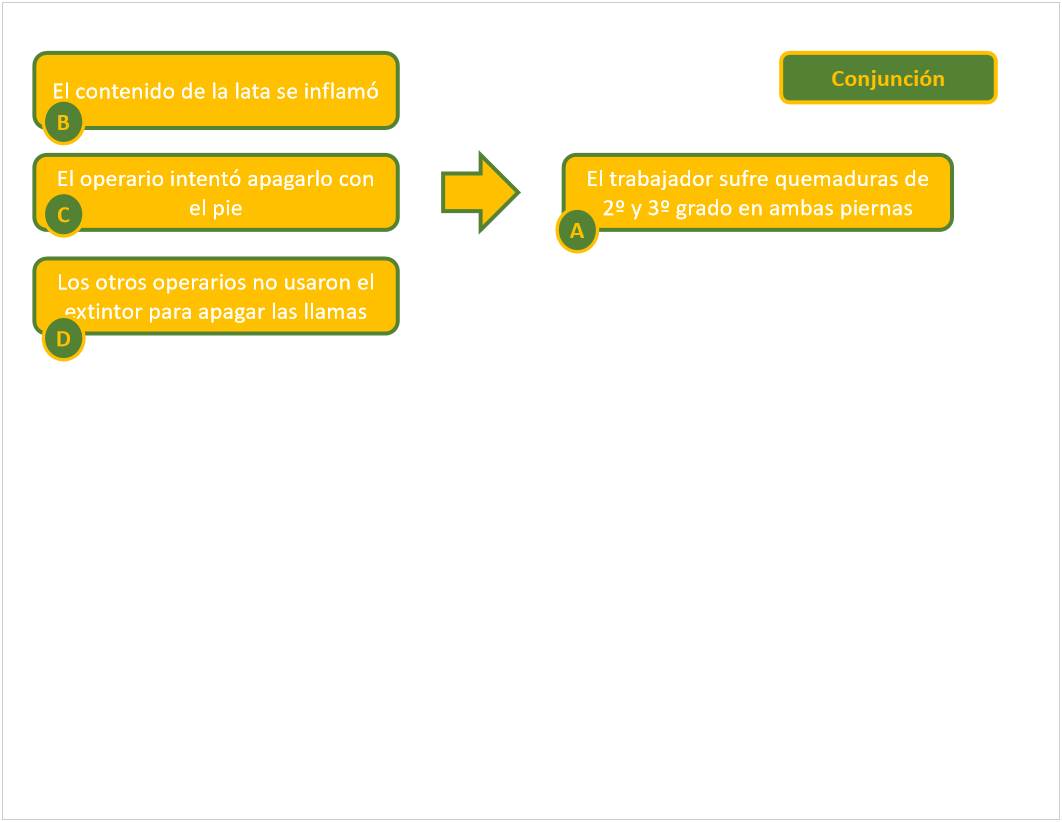 El contenido de la lata se inflamó
B
Conjunción
El operario intentó apagarlo con
el pie
C
El trabajador sufre quemaduras de
2º y 3º grado en ambas piernas
A
Los otros operarios no usaron el
extintor para apagar las llamas
D